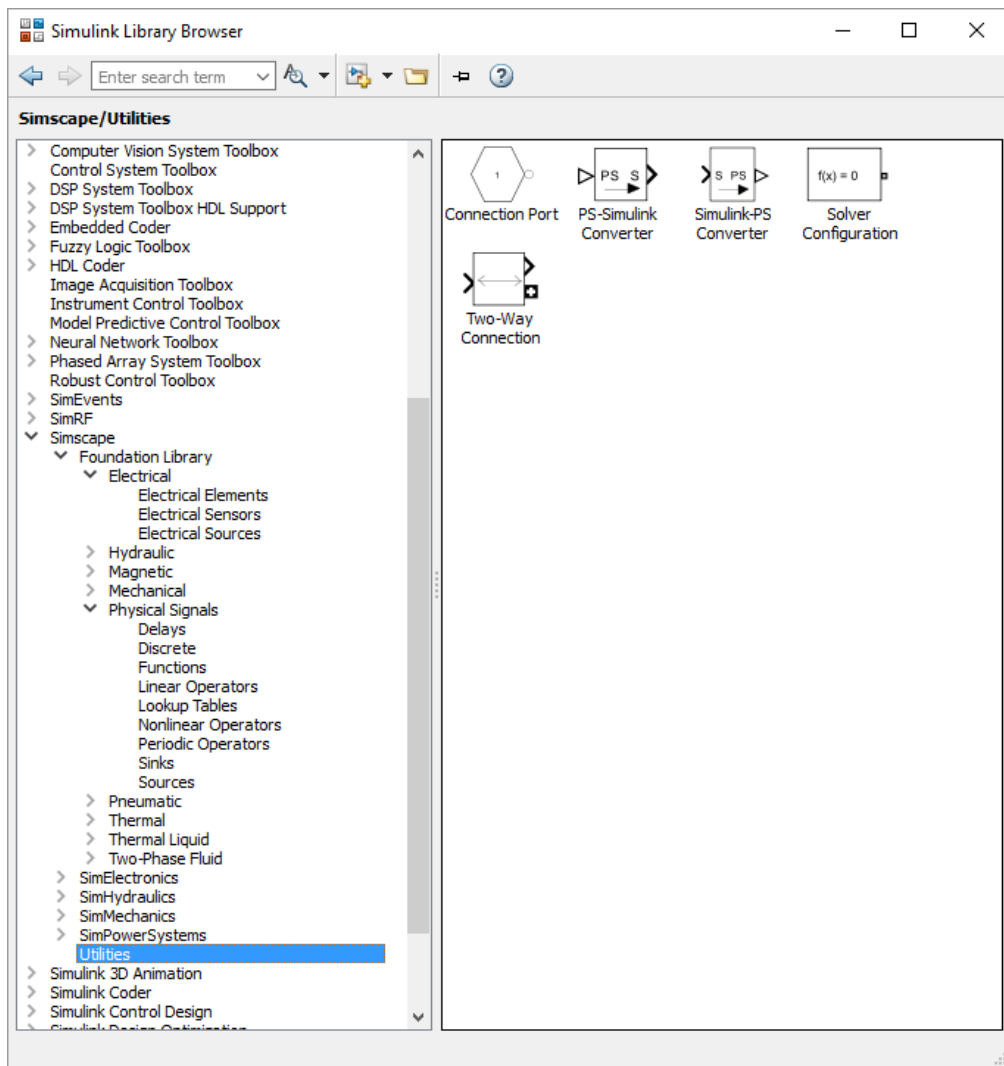 Simulink Library Browser
Enter search term
Simscape/Utilities
Computer Vision System Toolbox
Control System Toolbox
DSP System Toolbox
DSP System Toolbox HDL Support
Embedded Coder
Fuzzy Logic Toolbox
HDL Coder
Image Acquisition Toolbox
Instrument Control Toolbox
Model Predictive Control Toolbox
Neural Network Toolbox
Phased Array System Toolbox
Robust Control Toolbox
SimEvents
SimRF
Simscape
Foundation Library
Electrical
Electrical Elements
Electrical Sensors
Electrical Sources
Hydraulic
Magnetic
Mechanical
Physical Signals
Delays
Discrete
Functions
Linear Operators
Lookup Tables
Nonlinear Operators
Periodic Operators
Sinks
Sources
Pneumatic
Thermal
Thermal Liquid
Two-Phase Fluid
SimElectronics
SimHydraulics
SimMechanics
SimPowerSystems
Utilities
Simulink 3D Animation
Simulink Coder
Simulink Control Design
Simulink Design Optimization
1
PS S
S PS
f(x) = 0
Connection Port
PS-Simulink
Converter
Simulink-PS
Converter
Solver
Configuration
Two-Way
Connection